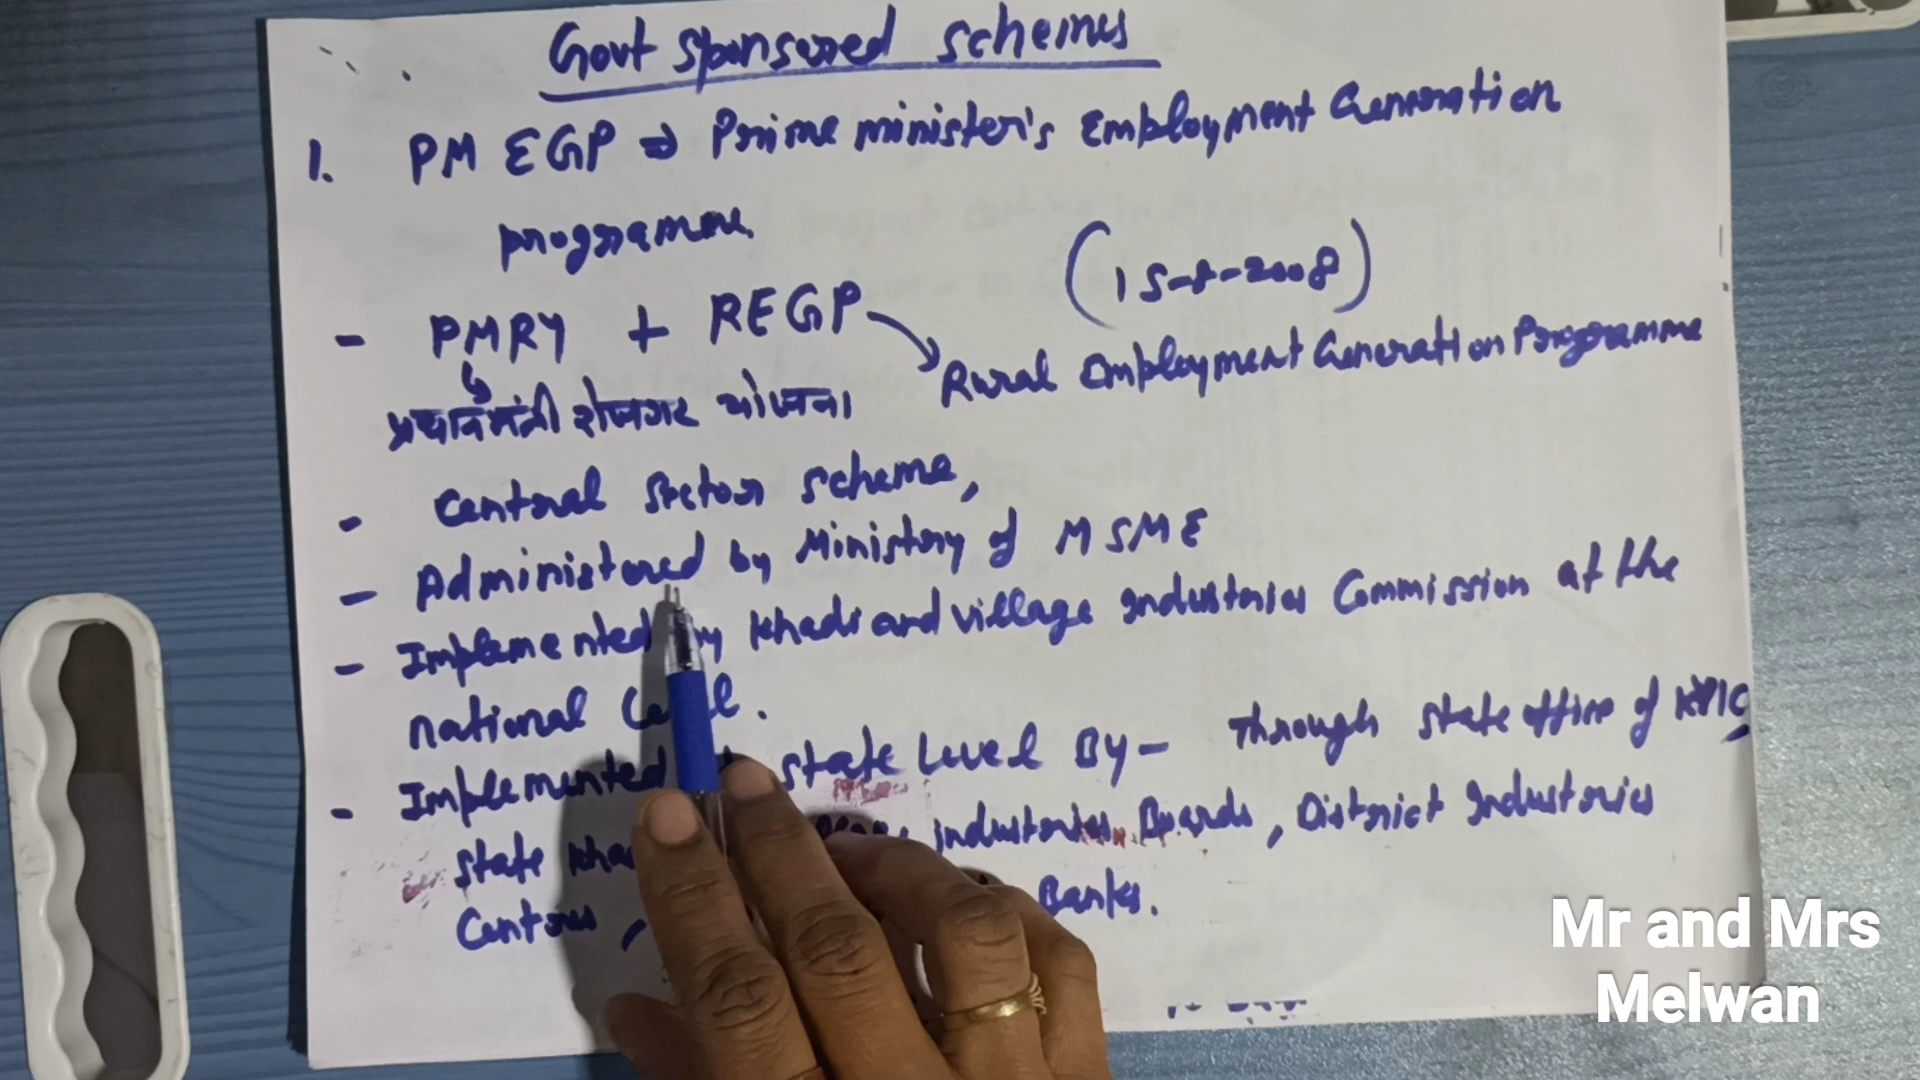 Govt sponsored schemes
1. PM EGP ⇒ Prime minister's Employment Generation
programme.
(15-8-2008)
- PMRY + REGP
Rural Employment Generation Programme
प्रधानमंत्री रोजगार योजना
- Central Sector scheme,
- Administered by Ministry of MSME
- Implemented by Khadi and village Industries Commission at the
national Level.
- Implemented state Level By - Through state office of KVIC,
state industries Boards, District Industries
Centres, Banks.
Mr and Mrs
Melwan